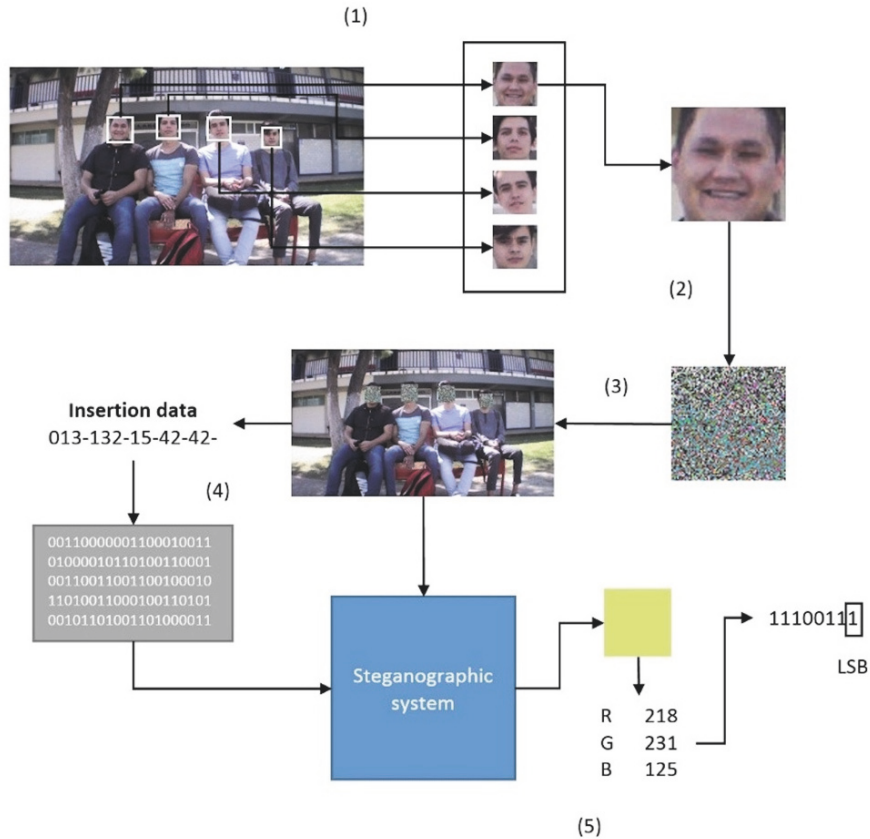 (1)
(2)
(3)
Insertion data
013-132-15-42-42-
(4)
00110000001100010011
01000010110100110001
00110011001100100010
11010011000100110101
00101101001101000011
Steganographic
system
11100111
LSB
R 218
G 231
B 125
(5)